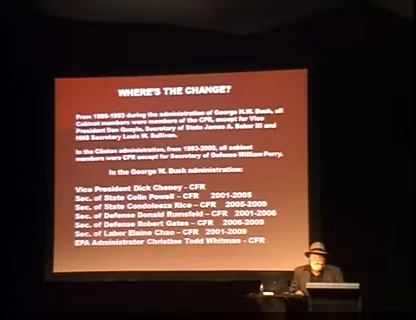 WHERE'S THE CHANGE?
From 1989-1993 during the administration of George H.W. Bush, all
Cabinet members were members of the CFR, except for Vice
President Dan Quayle, Secretary of State James A. Baker III and
HHS Secretary Louis W. Sullivan.
In the Clinton administration, from 1993-2000, all cabinet
members were CFR except for Secretary of Defense William Perry.
In the George W. Bush administration:
Vice President Dick Cheney - CFR
Sec. of State Colin Powell – CFR 2001-2005
Sec. of State Condoleeza Rice – CFR 2005-2009
Sec. of Defense Donald Rumsfeld – CFR 2001-2006
Sec. of Defense Robert Gates – CFR 2006-2009
Sec. of Labor Elaine Chao – CFR 2001-2009
EPA Administrator Christine Todd Whitman - CFR